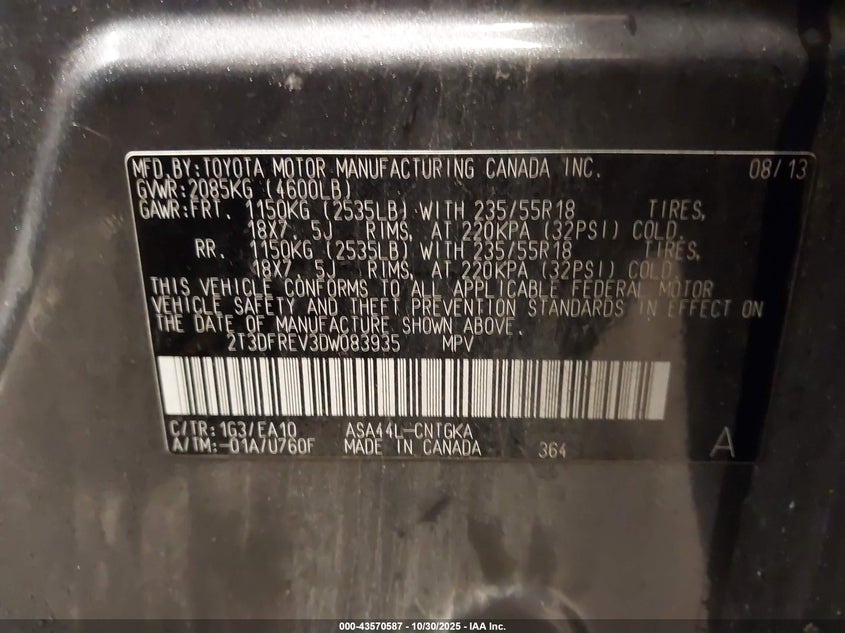 MFD.BY:TOYOTA MOTOR MANUFACTURING CANADA INC. 08/13
GVWR:2085KG (4600LB)
GAWR:FRT. 1150KG (2535LB) WITH 235/55R18 TIRES,
18X7.5J RIMS, AT 220KPA (32PSI) COLD.
RR. 1150KG (2535LB) WITH 235/55R18 TIRES,
18X7.5J RIMS, AT 220KPA (32PSI) COLD.
THIS VEHICLE CONFORMS TO ALL APPLICABLE FEDERAL MOTOR
VEHICLE SAFETY AND THEFT PREVENTION STANDARDS IN EFFECT ON
THE DATE OF MANUFACTURE SHOWN ABOVE.
2T3DFREV3DW083935 MPV
C/TR:1G3/EA10 ASA44L-CNTGKA
A/TM:-01A/U760F MADE IN CANADA 364 A
000-43570587 - 10/30/2025 - IAA Inc.